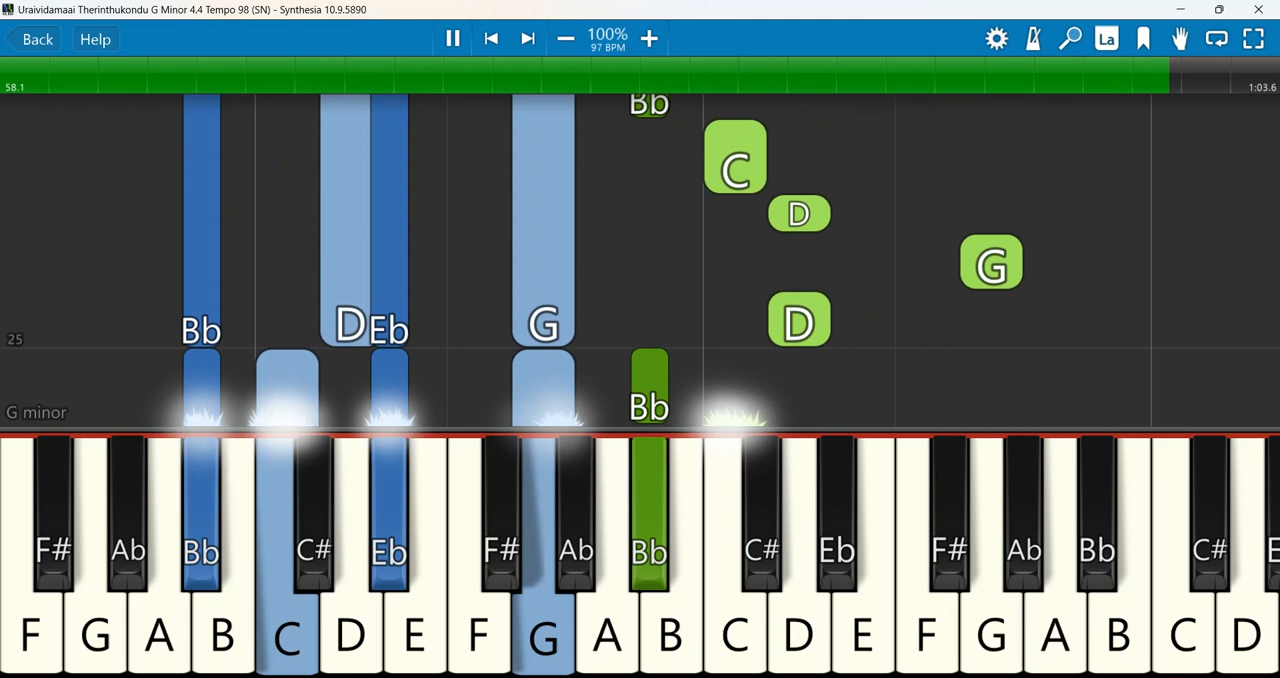 Uraividamaai Therinthukondu G Minor 4.4 Tempo 98 (SN) - Synthesia 10.9.5890
Back Help 100% La
97 BPM
58.1 1:03.6
Bb
C
D
G
Bb D Eb G D
25
Bb
G minor
F# Ab Bb C# Eb F# Ab Bb C# Eb F# Ab Bb C# E
F G A B C D E F G A B C D E F G A B C D